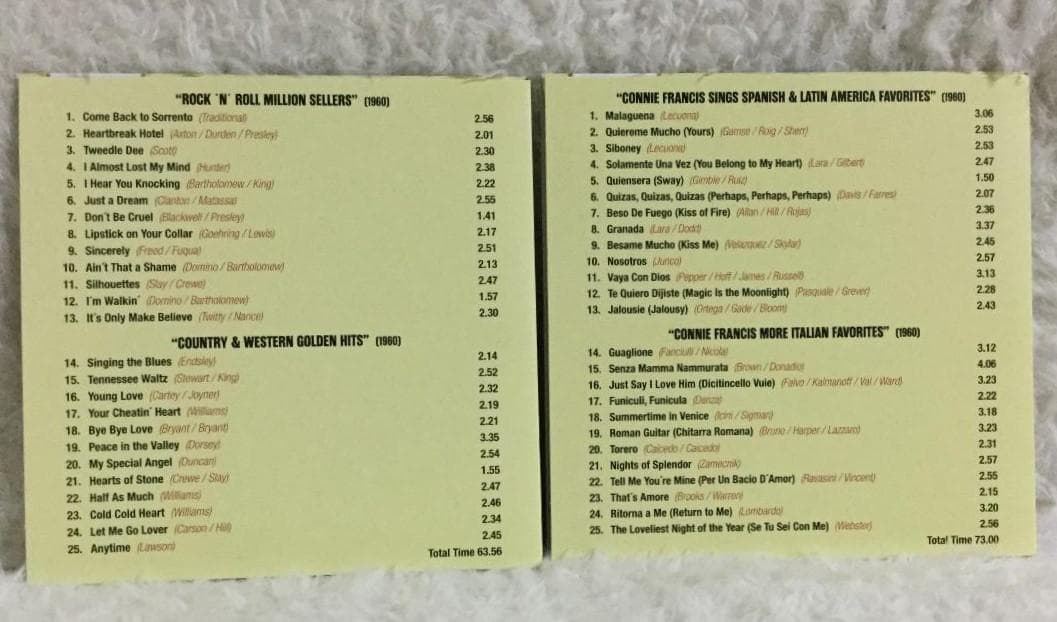 "ROCK ´N´ ROLL MILLION SELLERS" (1960)
1. Come Back to Sorrento (Traditional) 2.56
2. Heartbreak Hotel (Axton / Durden / Presley) 2.01
3. Tweedle Dee (Scott) 2.30
4. I Almost Lost My Mind (Hunter) 2.38
5. I Hear You Knocking (Bartholomew / King) 2.22
6. Just a Dream (Clanton / Matassa) 2.55
7. Don´t Be Cruel (Blackwell / Presley) 1.41
8. Lipstick on Your Collar (Goehring / Lewis) 2.17
9. Sincerely (Freed / Fuqua) 2.51
10. Ain´t That a Shame (Domino / Bartholomew) 2.13
11. Silhouettes (Slay / Crewe) 2.47
12. I´m Walkin´ (Domino / Bartholomew) 1.57
13. It´s Only Make Believe (Twitty / Nance) 2.30
"COUNTRY & WESTERN GOLDEN HITS" (1960)
14. Singing the Blues (Endsley) 2.14
15. Tennessee Waltz (Stewart / King) 2.52
16. Young Love (Cartey / Joyner) 2.32
17. Your Cheatin´ Heart (Williams) 2.19
18. Bye Bye Love (Bryant / Bryant) 2.21
19. Peace in the Valley (Dorsey) 3.35
20. My Special Angel (Duncan) 2.54
21. Hearts of Stone (Crewe / Slay) 1.55
22. Half As Much (Williams) 2.47
23. Cold Cold Heart (Williams) 2.46
24. Let Me Go Lover (Carson / Hill) 2.34
25. Anytime (Lawson) 2.45
Total Time 63.56
"CONNIE FRANCIS SINGS SPANISH & LATIN AMERICA FAVORITES" (1960)
1. Malaguena (Lecuona) 3.06
2. Quiereme Mucho (Yours) (Gamse / Roig / Sherr) 2.53
3. Siboney (Lecuona) 2.53
4. Solamente Una Vez (You Belong to My Heart) (Lara / Gilbert) 2.47
5. Quiensera (Sway) (Gimble / Ruiz) 1.50
6. Quizas, Quizas, Quizas (Perhaps, Perhaps, Perhaps) (Davis / Farres) 2.07
7. Beso De Fuego (Kiss of Fire) (Allan / Hill / Rojas) 2.36
8. Granada (Lara / Dodd) 3.37
9. Besame Mucho (Kiss Me) (Velazquez / Skylar) 2.45
10. Nosotros (Junco) 2.57
11. Vaya Con Dios (Pepper / Hoff / James / Russell) 3.13
12. Te Quiero Dijiste (Magic Is the Moonlight) (Pasquale / Grever) 2.28
13. Jalousie (Jalousy) (Ortega / Gade / Bloom) 2.43
"CONNIE FRANCIS MORE ITALIAN FAVORITES" (1960)
14. Guaglione (Fanciulli / Nicola) 3.12
15. Senza Mamma Nammurata (Brown / Donadio) 4.06
16. Just Say I Love Him (Dicitincello Vuie) (Falvo / Kalmanoff / Val / Ward) 3.23
17. Funiculi, Funicula (Danza) 2.22
18. Summertime in Venice (Icini / Sigman) 3.18
19. Roman Guitar (Chitarra Romana) (Bruno / Harper / Lazzaro) 3.23
20. Torero (Caicedo / Caicedo) 2.31
21. Nights of Splendor (Zamecnik) 2.57
22. Tell Me You´re Mine (Per Un Bacio D´Amor) (Ravasini / Vincent) 2.55
23. That´s Amore (Brooks / Warren) 2.15
24. Ritorna a Me (Return to Me) (Lombardo) 3.20
25. The Loveliest Night of the Year (Se Tu Sei Con Me) (Webster) 2.56
Total Time 73.00